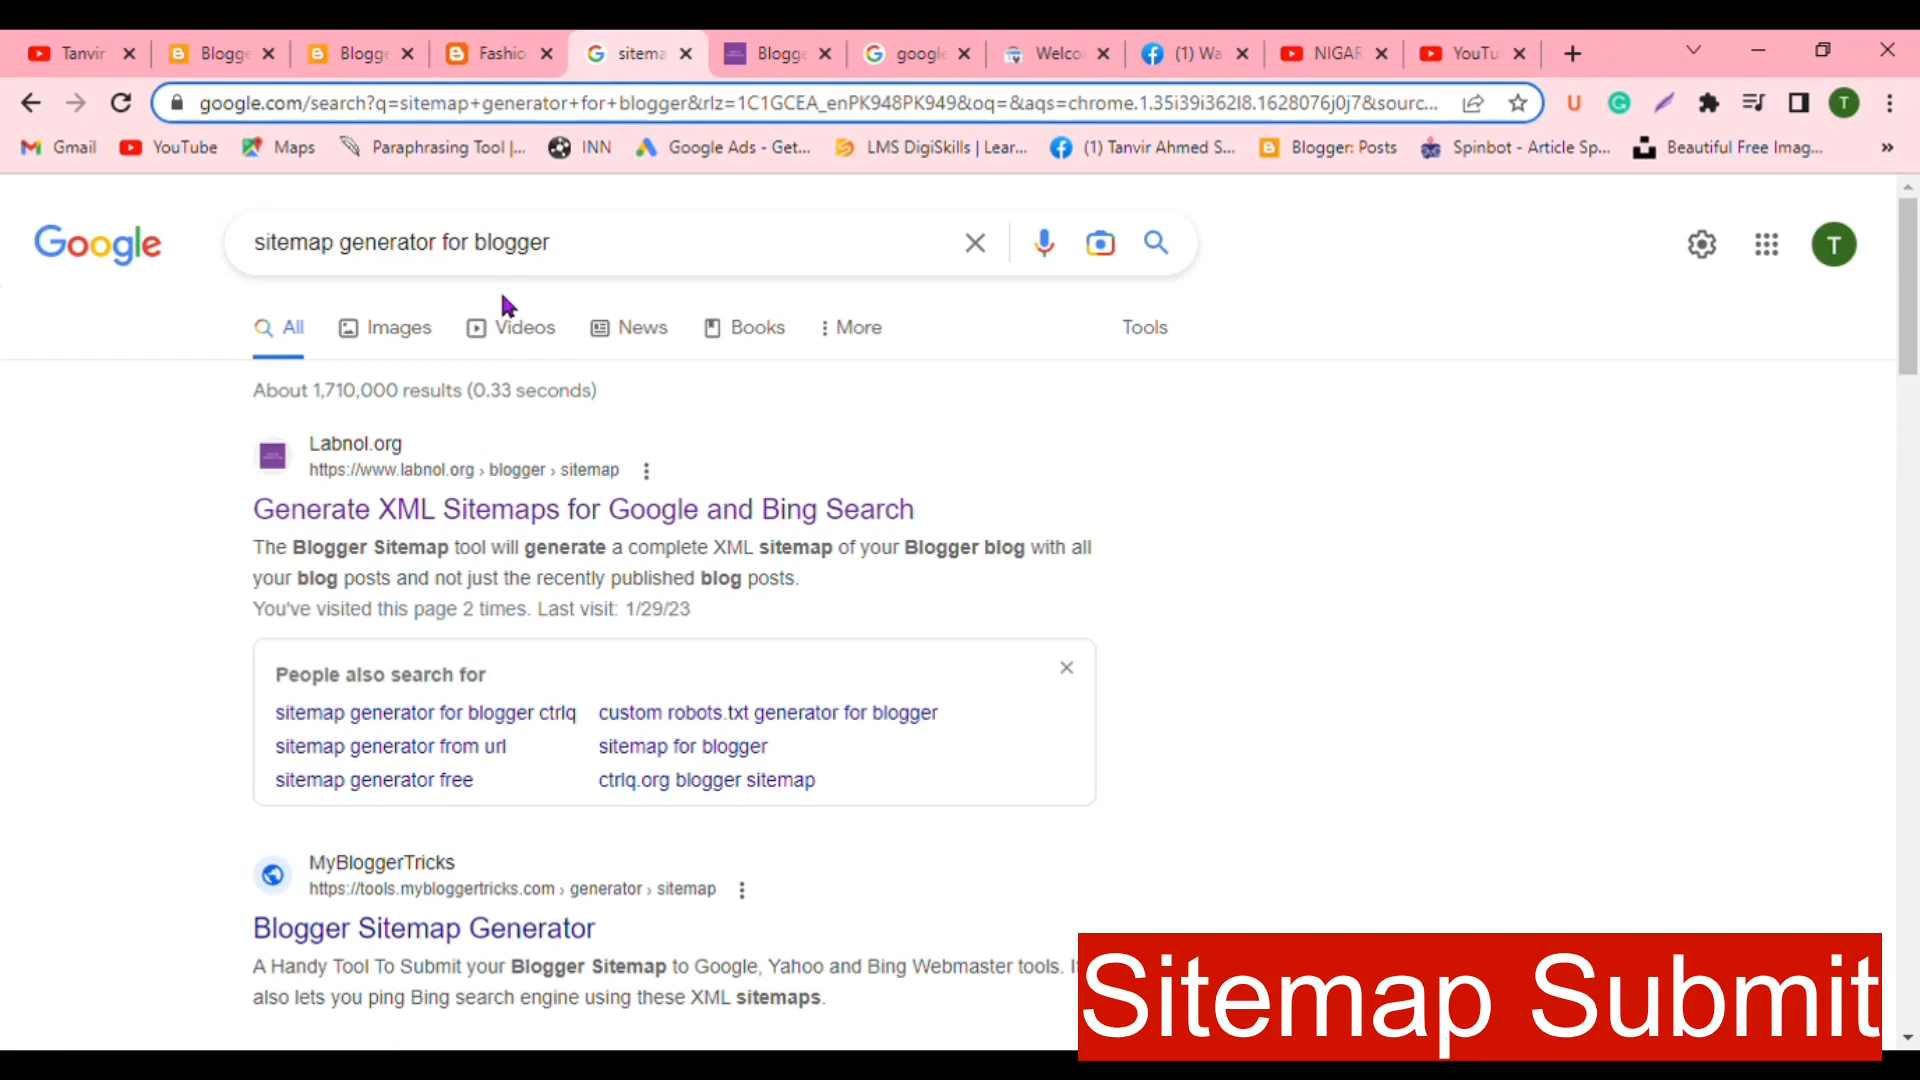 Tanvir
Blogge
Blogge
Fashio
sitema
Blogge
google
Welco
(1) Wa
NIGAR
YouTu
google.com/search?q=sitemap+generator+for+blogger&rlz=1C1GCEA_enPK948PK949&oq=&aqs=chrome.1.35i39i362l8.1628076j0j7&sourc...
Gmail
YouTube
Maps
Paraphrasing Tool |...
INN
Google Ads - Get...
LMS DigiSkills | Lear...
(1) Tanvir Ahmed S...
Blogger: Posts
Spinbot - Article Sp...
Beautiful Free Imag...
»
Google
sitemap generator for blogger
T
All
Images
Videos
News
Books
More
Tools
About 1,710,000 results (0.33 seconds)
Labnol.org
https://www.labnol.org › blogger › sitemap
Generate XML Sitemaps for Google and Bing Search
The Blogger Sitemap tool will generate a complete XML sitemap of your Blogger blog with all
your blog posts and not just the recently published blog posts.
You've visited this page 2 times. Last visit: 1/29/23
People also search for
sitemap generator for blogger ctrlq
custom robots.txt generator for blogger
sitemap generator from url
sitemap for blogger
sitemap generator free
ctrlq.org blogger sitemap
MyBloggerTricks
https://tools.mybloggertricks.com › generator › sitemap
Blogger Sitemap Generator
A Handy Tool To Submit your Blogger Sitemap to Google, Yahoo and Bing Webmaster tools. It
also lets you ping Bing search engine using these XML sitemaps.
Sitemap Submit